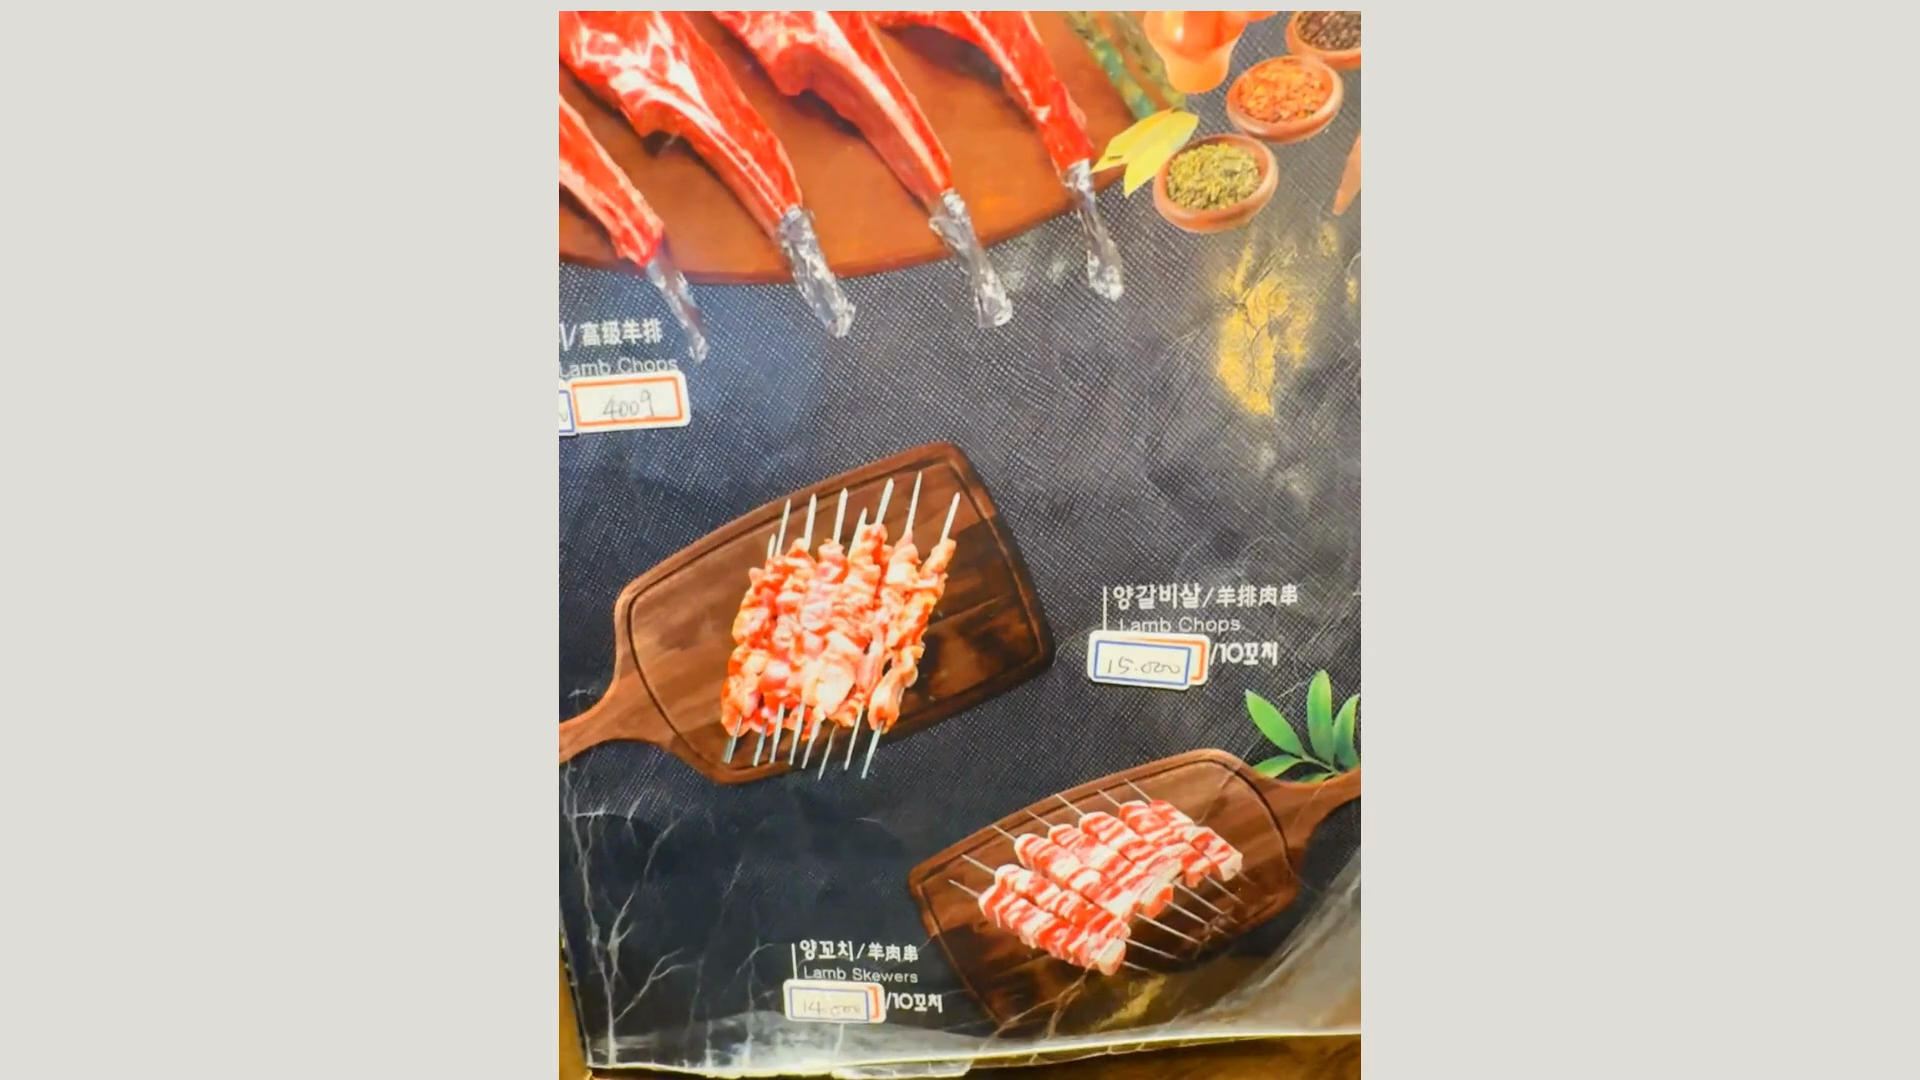 /高级羊排
Lamb Chops
400g
양갈비살/羊排肉串
Lamb Chops
15.000 /10꼬치
양꼬치/羊肉串
Lamb Skewers
14.000 /10꼬치